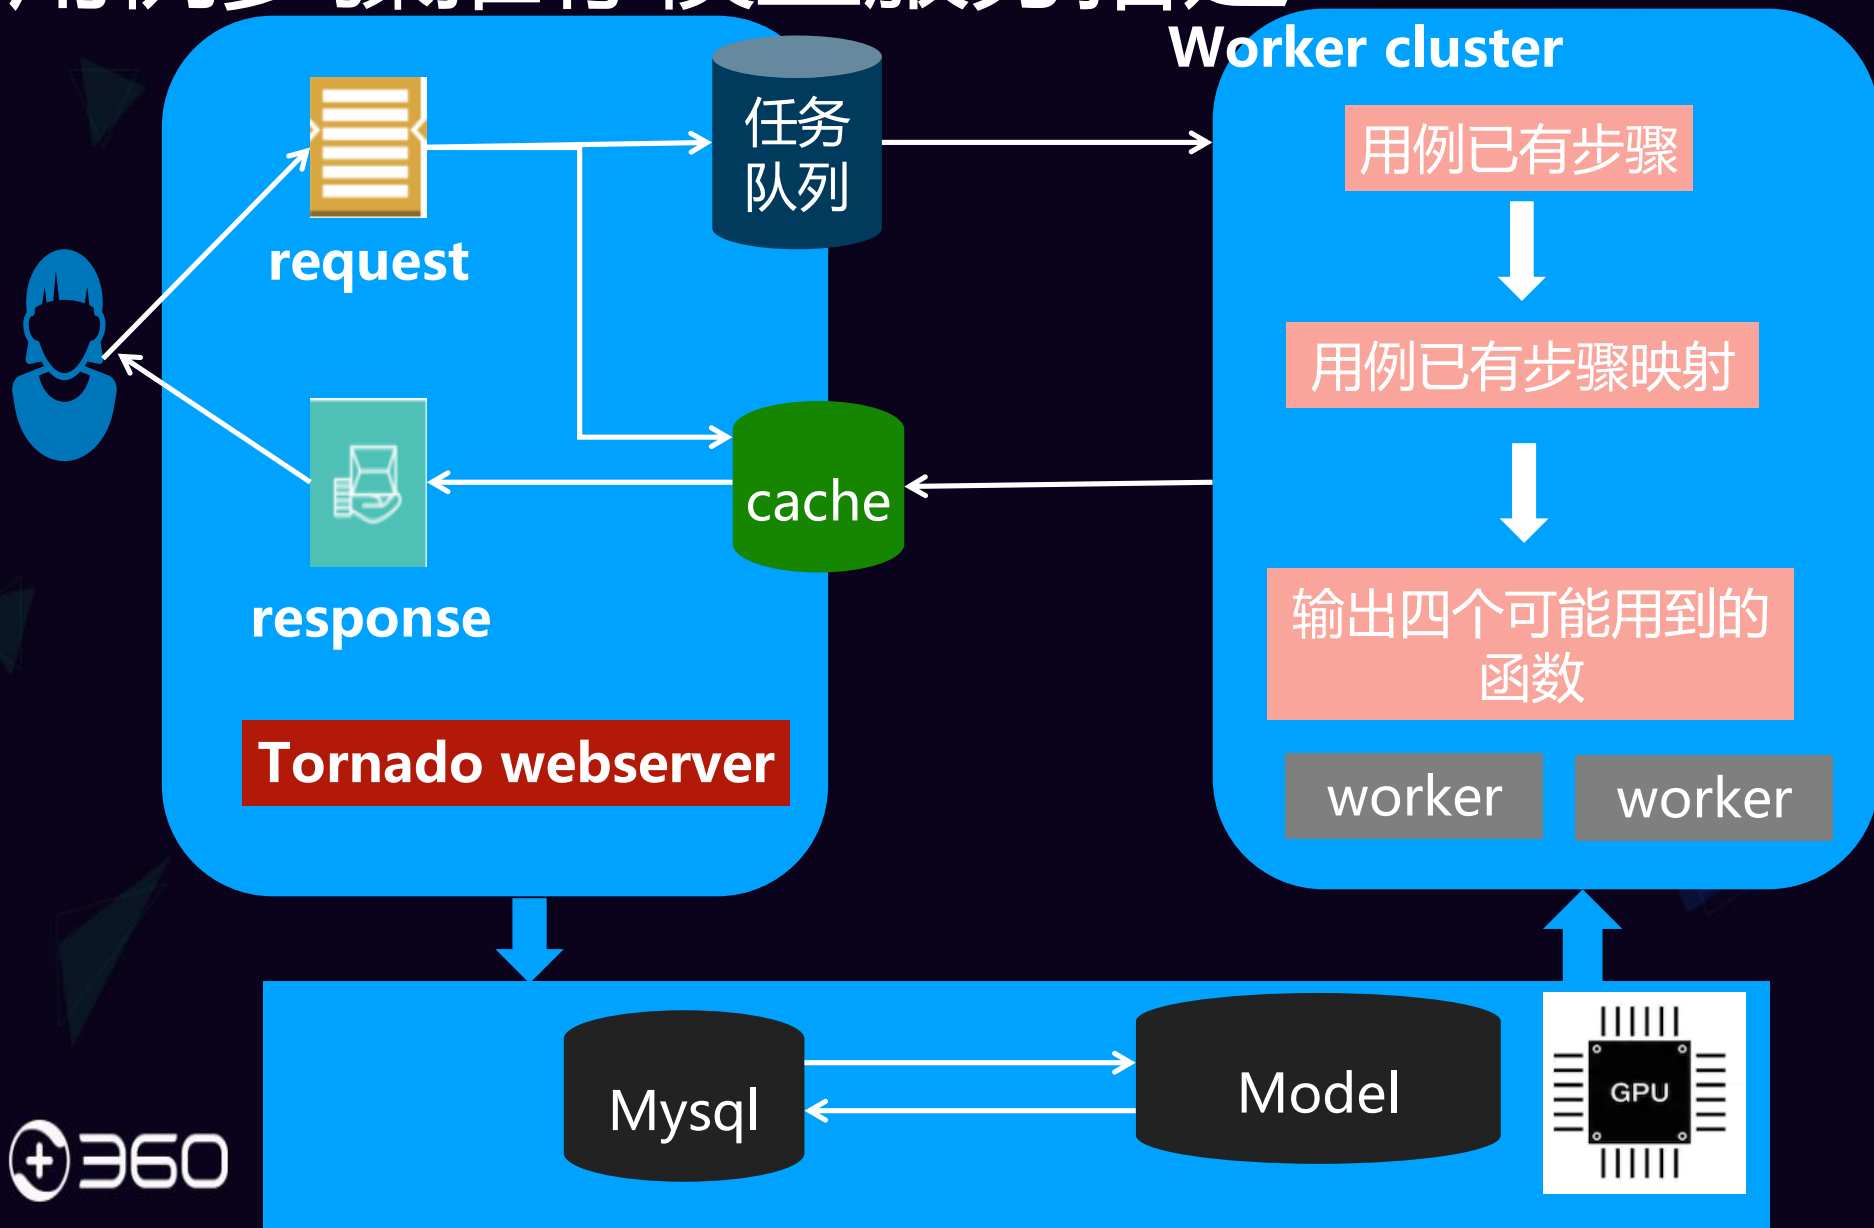 Worker cluster
任务
队列
用例已有步骤
request
用例已有步骤映射
cache
response
输出四个可能用到的
函数
Tornado webserver
worker
worker
Mysql
Model
GPU
360